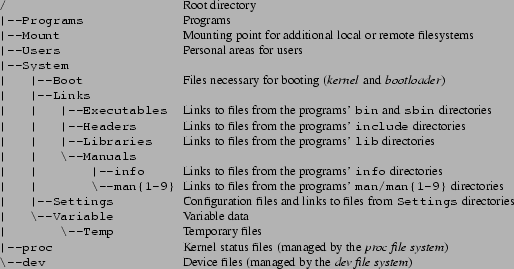 / Root directory
|--Programs Programs
|--Mount Mounting point for additional local or remote filesystems
|--Users Personal areas for users
|--System
| |--Boot Files necessary for booting (kernel and bootloader)
| |--Links
| | |--Executables Links to files from the programs' bin and sbin directories
| | |--Headers Links to files from the programs' include directories
| | |--Libraries Links to files from the programs' lib directories
| | \--Manuals
| | |--info Links to files from the programs' info directories
| | \--man{1-9} Links to files from the programs' man/man{1-9} directories
| |--Settings Configuration files and links to files from Settings directories
| \--Variable Variable data
| \--Temp Temporary files
|--proc Kernel status files (managed by the proc file system)
\--dev Device files (managed by the dev file system)